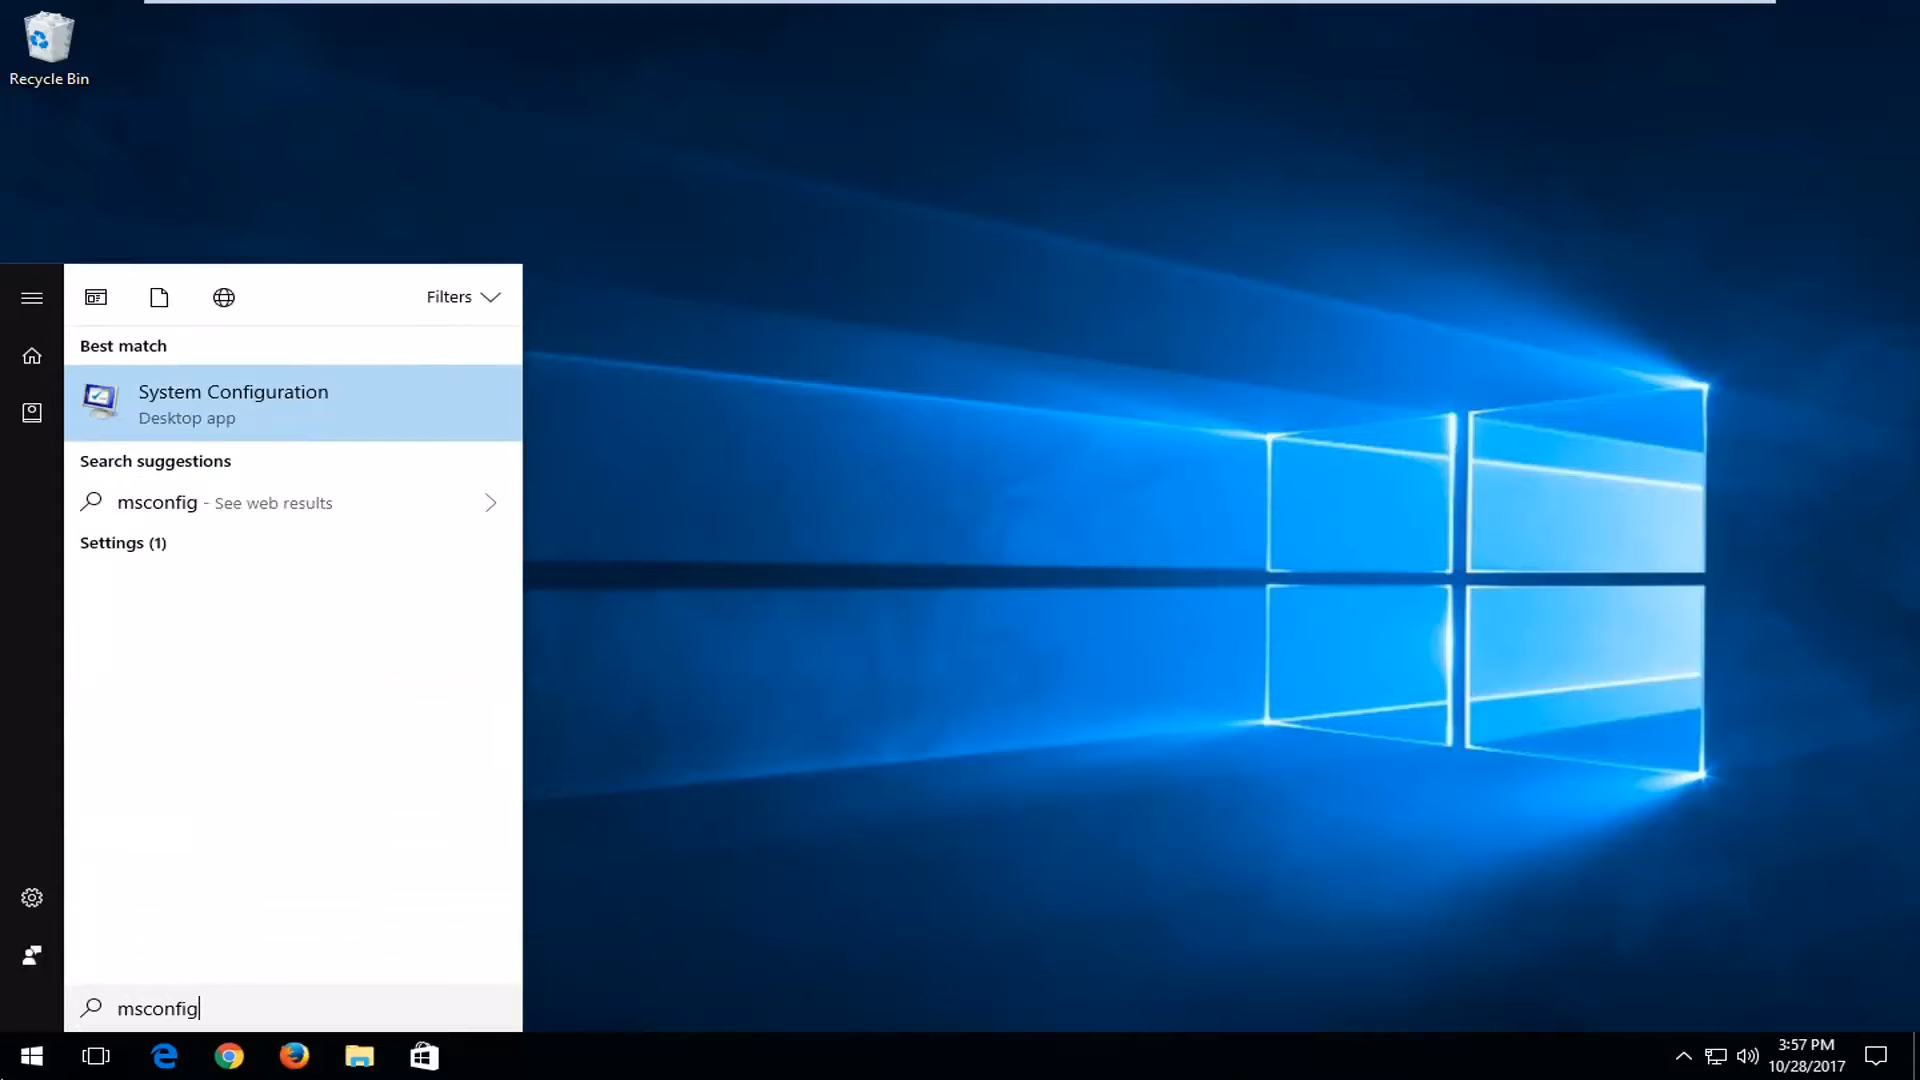 Recycle Bin
Filters
Best match
System Configuration
Desktop app
Search suggestions
msconfig - See web results
Settings (1)
msconfig
3:57 PM
10/28/2017